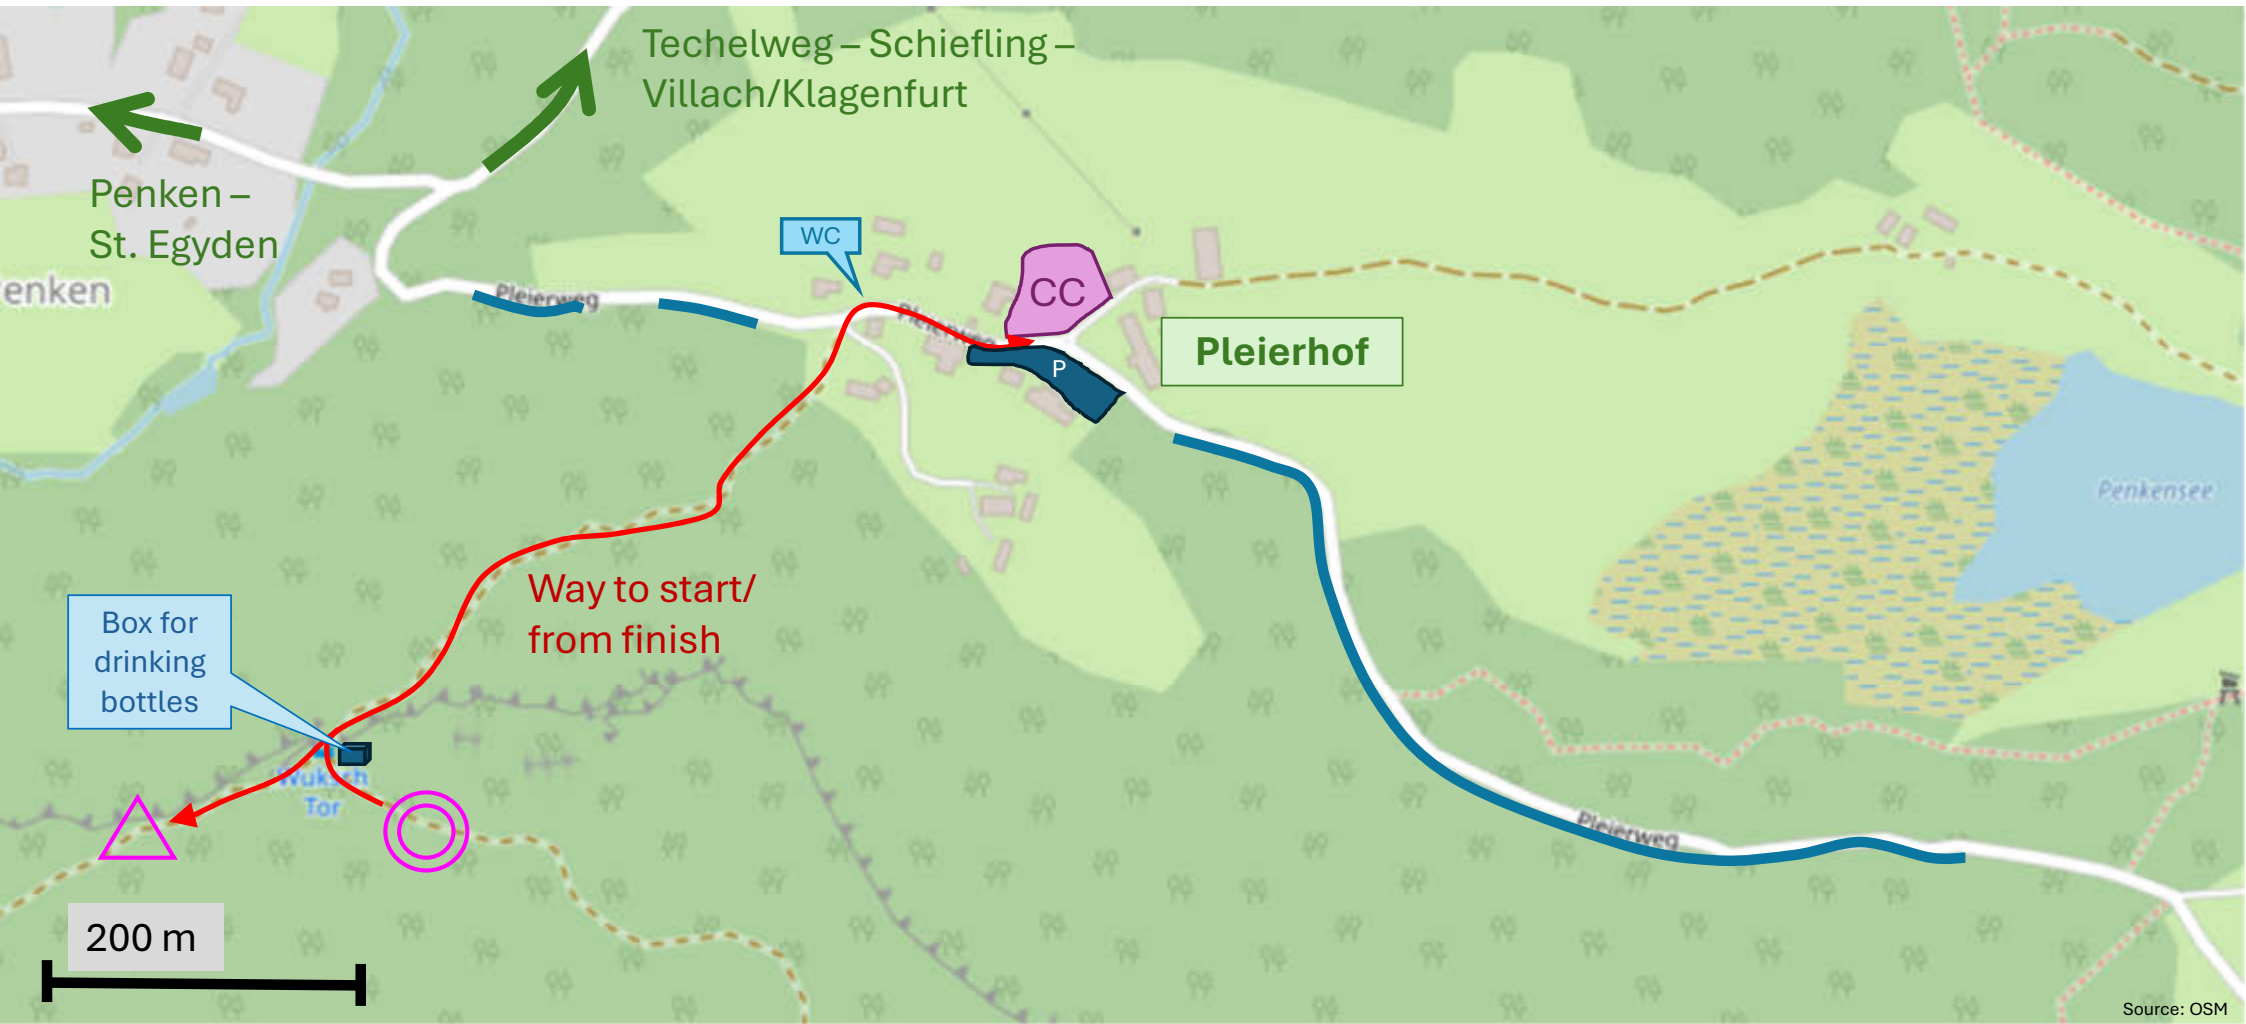 Techelweg – Schiefling –
Villach/Klagenfurt
Penken –
St. Egyden
enken
WC
Pleierweg
Pleierweg
CC
P
Pleierhof
Penkensee
Way to start/
from finish
Box for
drinking
bottles
Tor
Pleierweg
200 m
Source: OSM